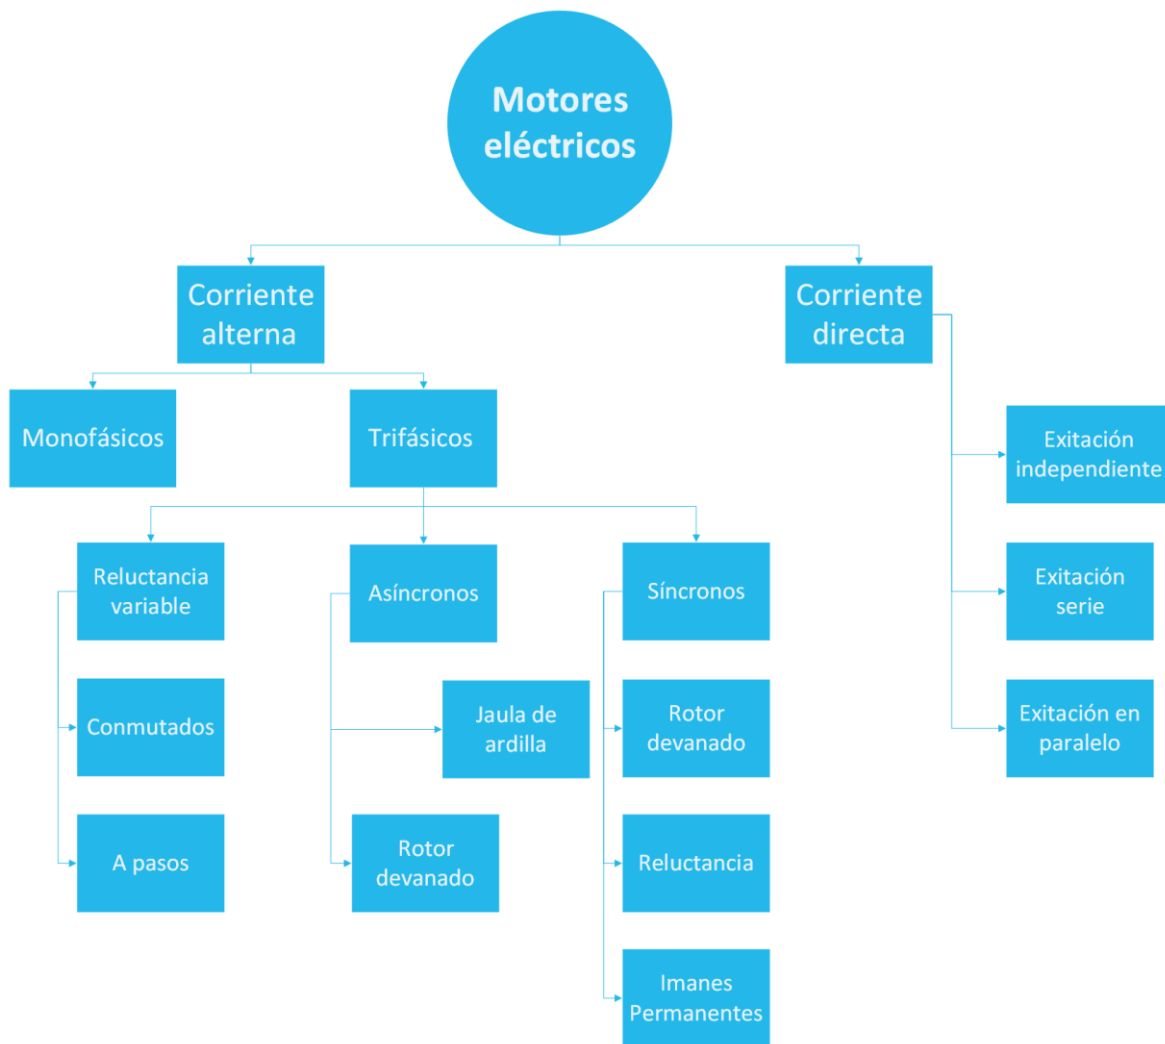 Motores
eléctricos
Corriente
alterna
Corriente
directa
Monofásicos
Trifásicos
Exitación
independiente
Reluctancia
variable
Asíncronos
Síncronos
Exitación
serie
Conmutados
Jaula de
ardilla
Rotor
devanado
Exitación en
paralelo
A pasos
Rotor
devanado
Reluctancia
Imanes
Permanentes